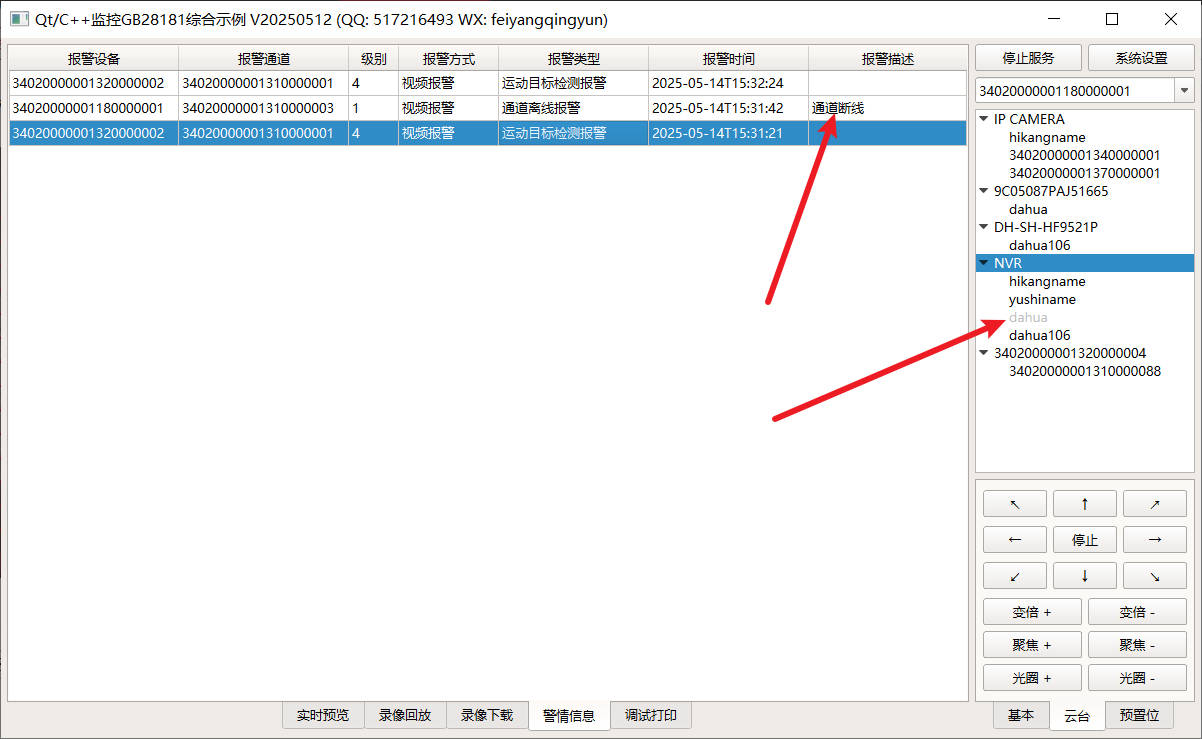 Qt/C++监控GB28181综合示例 V20250512 (QQ: 517216493 WX: feiyangqingyun)
报警设备 报警通道 级别 报警方式 报警类型 报警时间 报警描述
34020000001320000002 34020000001310000001 4 视频报警 运动目标检测报警 2025-05-14T15:32:24
34020000001180000001 34020000001310000003 1 视频报警 通道离线报警 2025-05-14T15:31:42 通道断线
34020000001320000002 34020000001310000001 4 视频报警 运动目标检测报警 2025-05-14T15:31:21
停止服务 系统设置
34020000001180000001
IP CAMERA
hikangname
34020000001340000001
34020000001370000001
9C05087PAJ51665
dahua
DH-SH-HF9521P
dahua106
NVR
hikangname
yushiname
dahua
dahua106
34020000001320000004
34020000001310000088
↖ ↑ ↗
← 停止 →
↙ ↓ ↘
变倍 + 变倍 -
聚焦 + 聚焦 -
光圈 + 光圈 -
实时预览 录像回放 录像下载 警情信息 调试打印
基本 云台 预置位